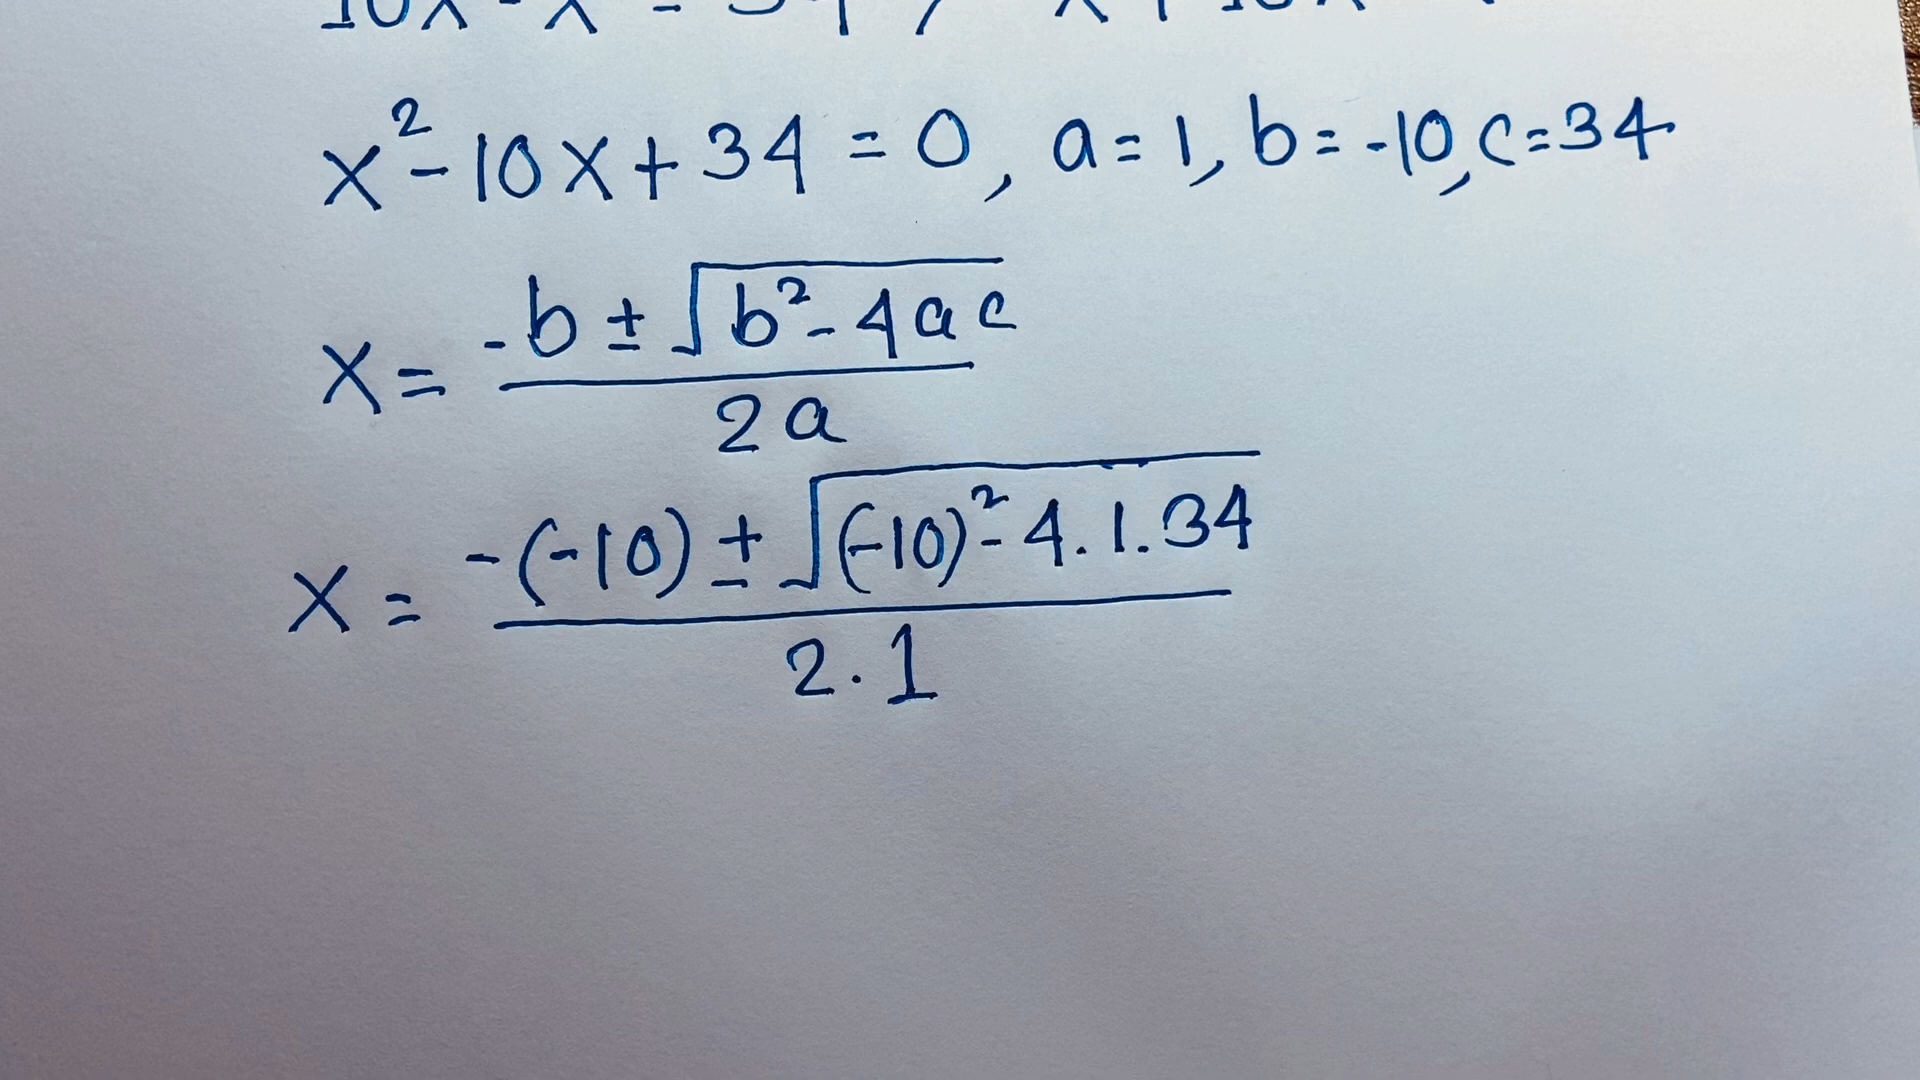 x² - 10x + 34 = 0, a = 1, b = -10, c = 34
x = -b ± √b² - 4ac / 2a
x = -(-10) ± √(-10)² - 4.1.34 / 2.1